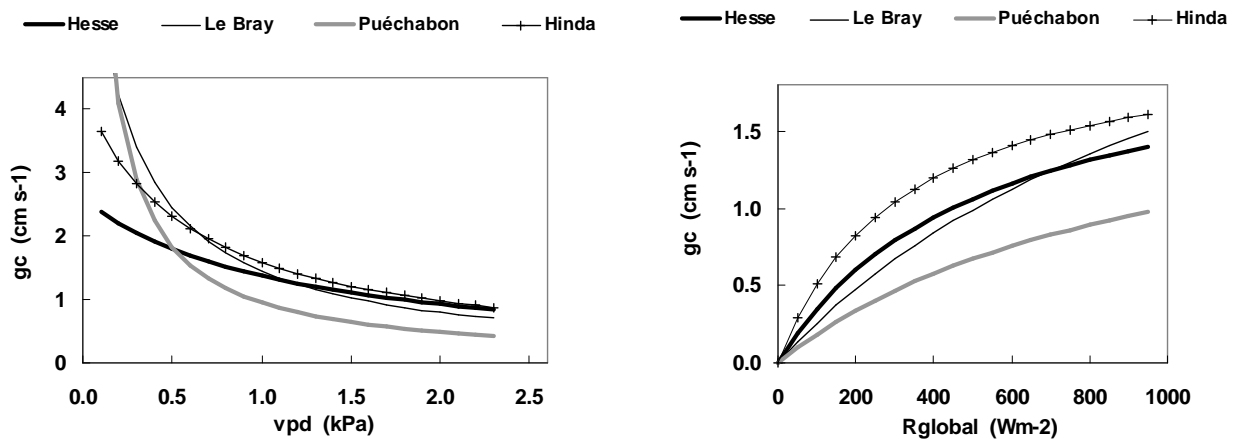 Hesse Le Bray Puéchabon Hinda
4
3
2
1
0
gc (cm s-1)
0.0 0.5 1.0 1.5 2.0 2.5
vpd (kPa)
Hesse Le Bray Puéchabon Hinda
1.5
1.0
0.5
0.0
gc (cm s-1)
0 200 400 600 800 1000
Rglobal (Wm-2)